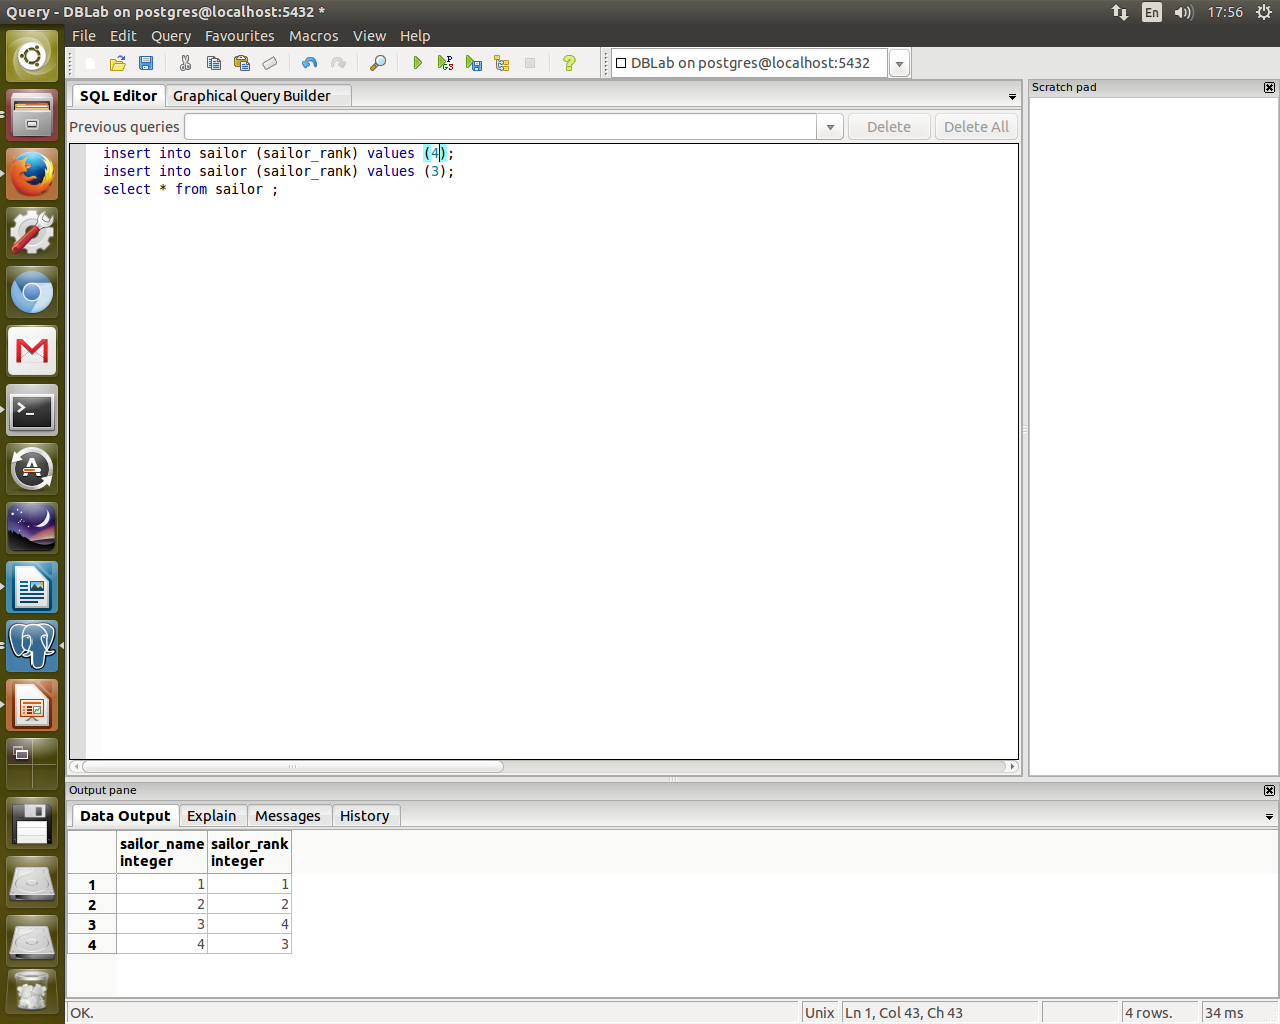 Query - DBLab on postgres@localhost:5432 *
En
17:56
File Edit Query Favourites Macros View Help
DBLab on postgres@localhost:5432
SQL Editor
Graphical Query Builder
Scratch pad
Previous queries
Delete
Delete All
insert into sailor (sailor_rank) values (4);
insert into sailor (sailor_rank) values (3);
select * from sailor ;
Output pane
Data Output
Explain
Messages
History
sailor_name integer
sailor_rank integer
1 1 1
2 2 2
3 3 4
4 4 3
OK.
Unix
Ln 1, Col 43, Ch 43
4 rows.
34 ms